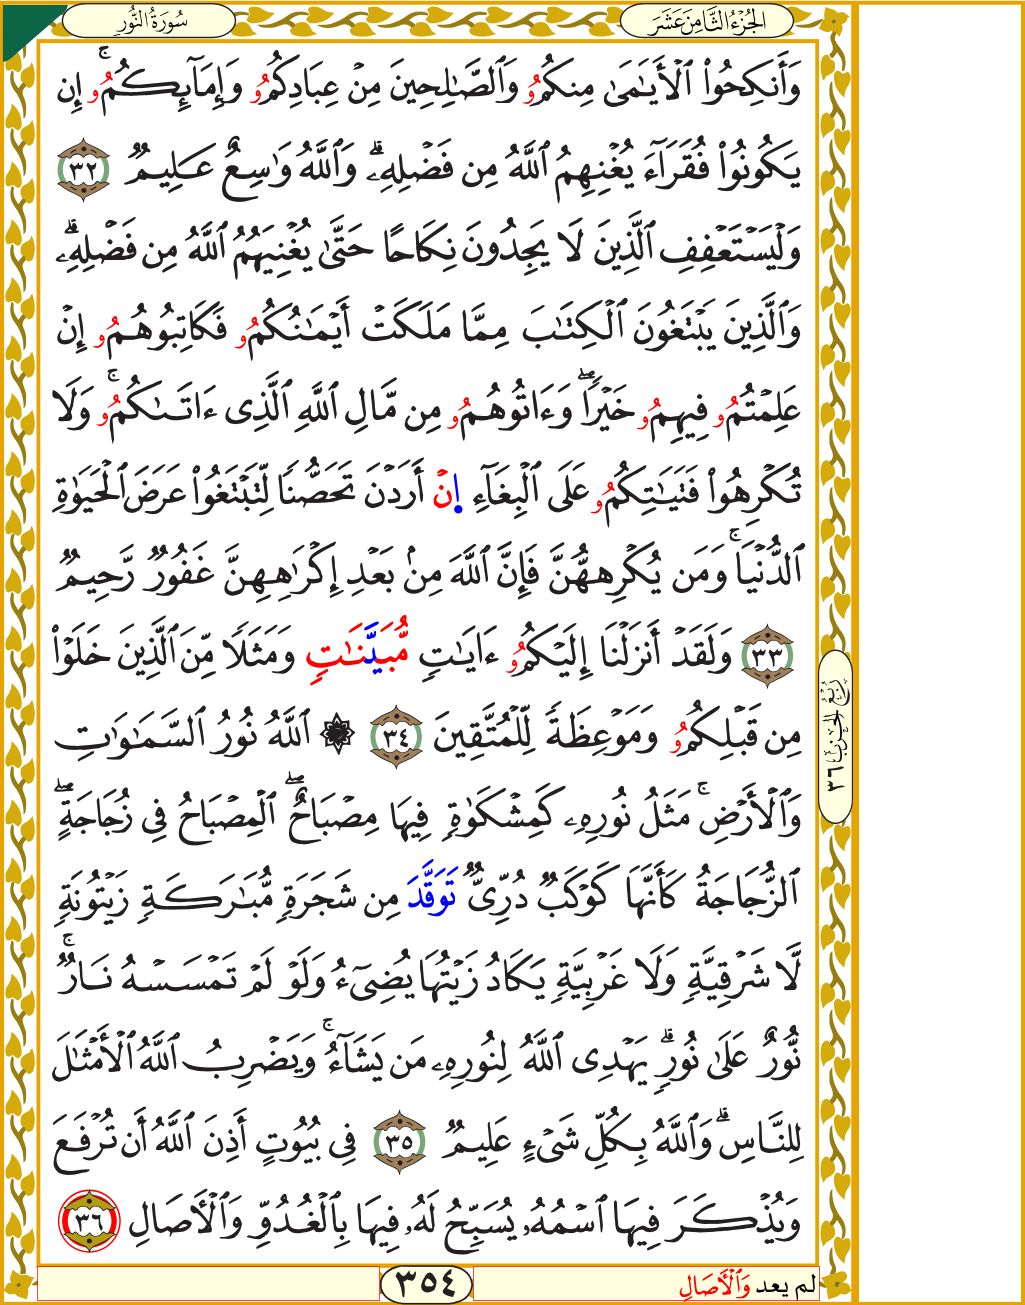 سُورَةُ النُّورِ
الجُزْءُ الثَّامِنَ عَشَرَ
وَأَنكِحُوا۟ ٱلْأَيَـٰمَىٰ مِنكُمُۥ وَٱلصَّـٰلِحِينَ مِنْ عِبَادِكُمُۥ وَإِمَآئِكُمُۥۚ إِن
يَكُونُوا۟ فُقَرَآءَ يُغْنِهِمُ ٱللَّهُ مِن فَضْلِهِۦۗ وَٱللَّهُ وَٰسِعٌ عَلِيمٌ ٣٢
وَلْيَسْتَعْفِفِ ٱلَّذِينَ لَا يَجِدُونَ نِكَاحًا حَتَّىٰ يُغْنِيَهُمُ ٱللَّهُ مِن فَضْلِهِۦۗ
وَٱلَّذِينَ يَبْتَغُونَ ٱلْكِتَـٰبَ مِمَّا مَلَكَتْ أَيْمَـٰنُكُمُۥ فَكَاتِبُوهُمُۥ إِنْ
عَلِمْتُمُۥ فِيهِمُۥ خَيْرًاۖ وَءَاتُوهُمُۥ مِن مَّالِ ٱللَّهِ ٱلَّذِى ءَاتَىٰكُمُۥۚ وَلَا
تُكْرِهُوا۟ فَتَيَـٰتِكُمُۥ عَلَى ٱلْبِغَآءِ اِنْ أَرَدْنَ تَحَصُّنًا لِّتَبْتَغُوا۟ عَرَضَ ٱلْحَيَوٰةِ
ٱلدُّنْيَاۚ وَمَن يُكْرِههُّنَّ فَإِنَّ ٱللَّهَ مِنۢ بَعْدِ إِكْرَٰهِهِنَّ غَفُورٌ رَّحِيمٌ
٣٣ وَلَقَدْ أَنزَلْنَا إِلَيْكُمُۥ ءَايَـٰتٍ مُّبَيَّنَـٰتٍ وَمَثَلًا مِّنَ ٱلَّذِينَ خَلَوْا۟
مِن قَبْلِكُمُۥ وَمَوْعِظَةً لِّلْمُتَّقِينَ ٣٤ ۞ ٱللَّهُ نُورُ ٱلسَّمَـٰوَٰتِ
وَٱلْأَرْضِۚ مَثَلُ نُورِهِۦ كَمِشْكَوٰةٍ فِيهَا مِصْبَاحٌۖ ٱلْمِصْبَاحُ فِى زُجَاجَةٍۖ
ٱلزُّجَاجَةُ كَأَنَّهَا كَوْكَبٌ دُرِّىٌّ تَوَقَّدَ مِن شَجَرَةٍ مُّبَـٰرَكَةٍ زَيْتُونَةٍ
لَّا شَرْقِيَّةٍ وَلَا غَرْبِيَّةٍ يَكَادُ زَيْتُهَا يُضِىٓءُ وَلَوْ لَمْ تَمْسَسْهُ نَارٌۚ
نُّورٌ عَلَىٰ نُورٍۗ يَهْدِى ٱللَّهُ لِنُورِهِۦ مَن يَشَآءُۚ وَيَضْرِبُ ٱللَّهُ ٱلْأَمْثَـٰلَ
لِلنَّاسِۗ وَٱللَّهُ بِكُلِّ شَىْءٍ عَلِيمٌ ٣٥ فِى بُيُوتٍ أَذِنَ ٱللَّهُ أَن تُرْفَعَ
وَيُذْكَرَ فِيهَا ٱسْمُهُۥ يُسَبِّحُ لَهُۥ فِيهَا بِٱلْغُدُوِّ وَٱلْأَصَالِ ٣٦
رُبُعُ الحِزْبُ ٣٦
لم يعد وَٱلْأَصَالِ
٣٥٤